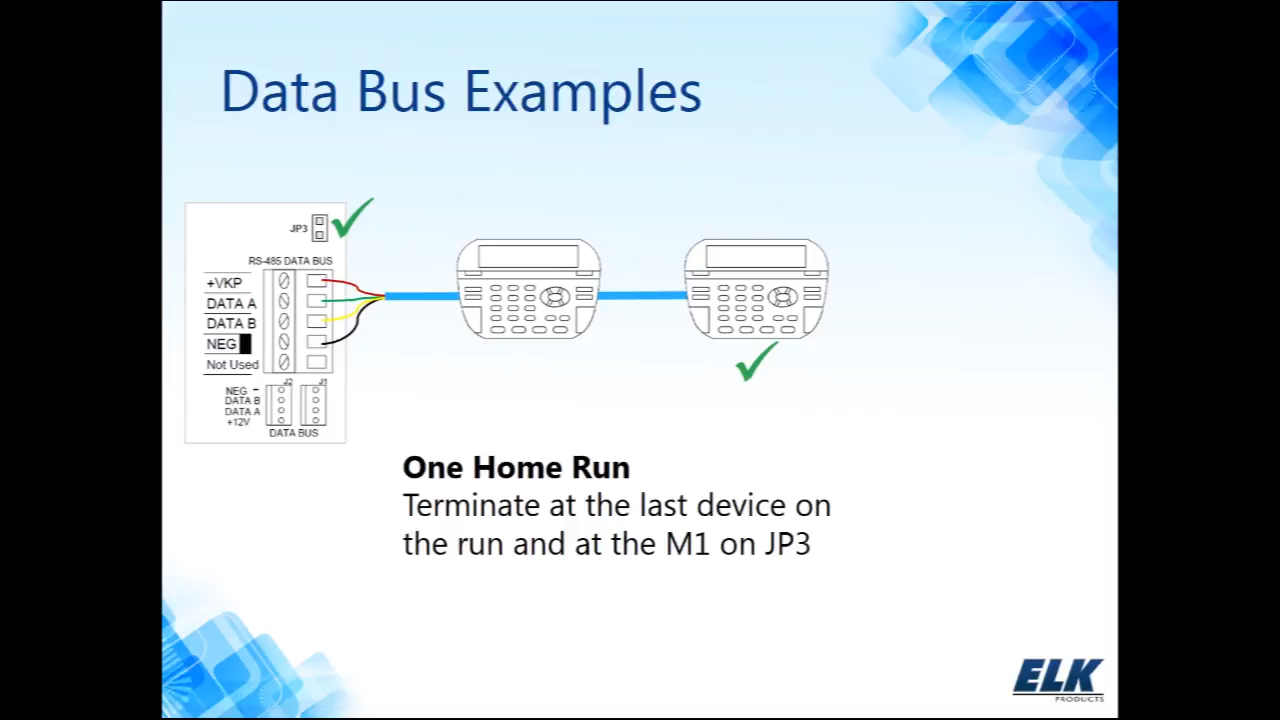 Data Bus Examples
JP3
RS-485 DATA BUS
+VKP
DATA A
DATA B
NEG
Not Used
J2 J1
NEG –
DATA B
DATA A
+12V
DATA BUS
One Home Run
Terminate at the last device on
the run and at the M1 on JP3
ELK
PRODUCTS